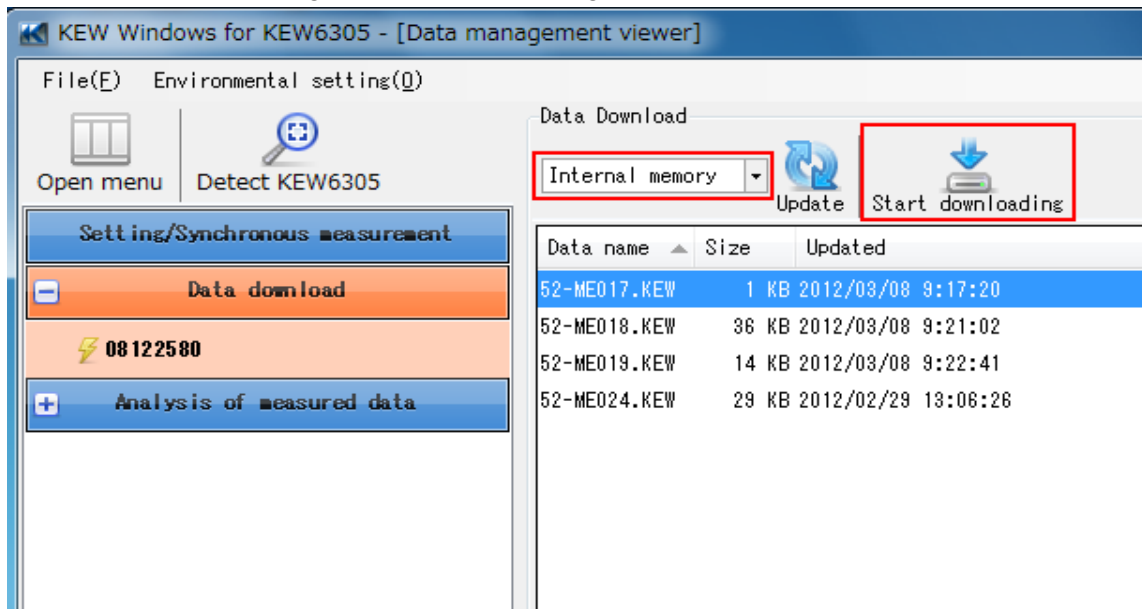 KEW Windows for KEW6305 - [Data management viewer]
File(F) Environmental setting(O)
Open menu
Detect KEW6305
Setting/Synchronous measurement
Data download
08122580
Analysis of measured data
Data Download
Internal memory
Update
Start downloading
Data name Size Updated
52-ME017.KEW 1 KB 2012/03/08 9:17:20
52-ME018.KEW 36 KB 2012/03/08 9:21:02
52-ME019.KEW 14 KB 2012/03/08 9:22:41
52-ME024.KEW 29 KB 2012/02/29 13:06:26